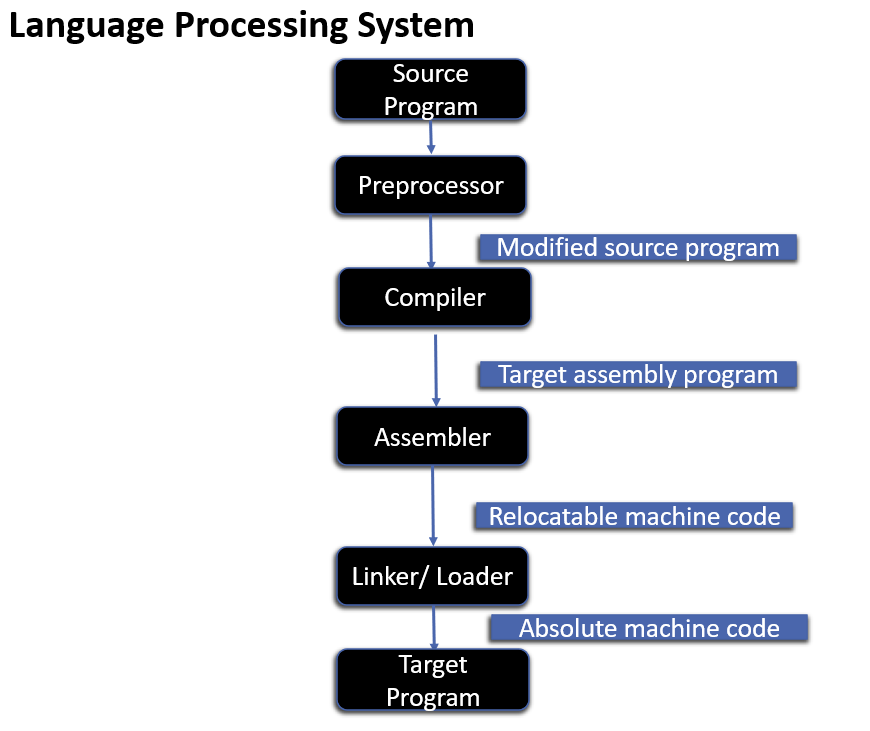 Language Processing System
Source
Program
Preprocessor
Modified source program
Compiler
Target assembly program
Assembler
Relocatable machine code
Linker/ Loader
Absolute machine code
Target
Program